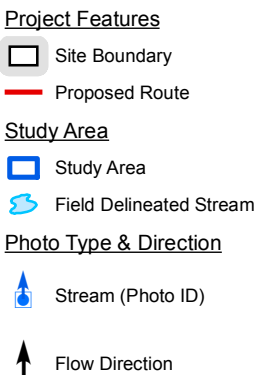 Project Features
Site Boundary
Proposed Route
Study Area
Study Area
Field Delineated Stream
Photo Type & Direction
Stream (Photo ID)
Flow Direction